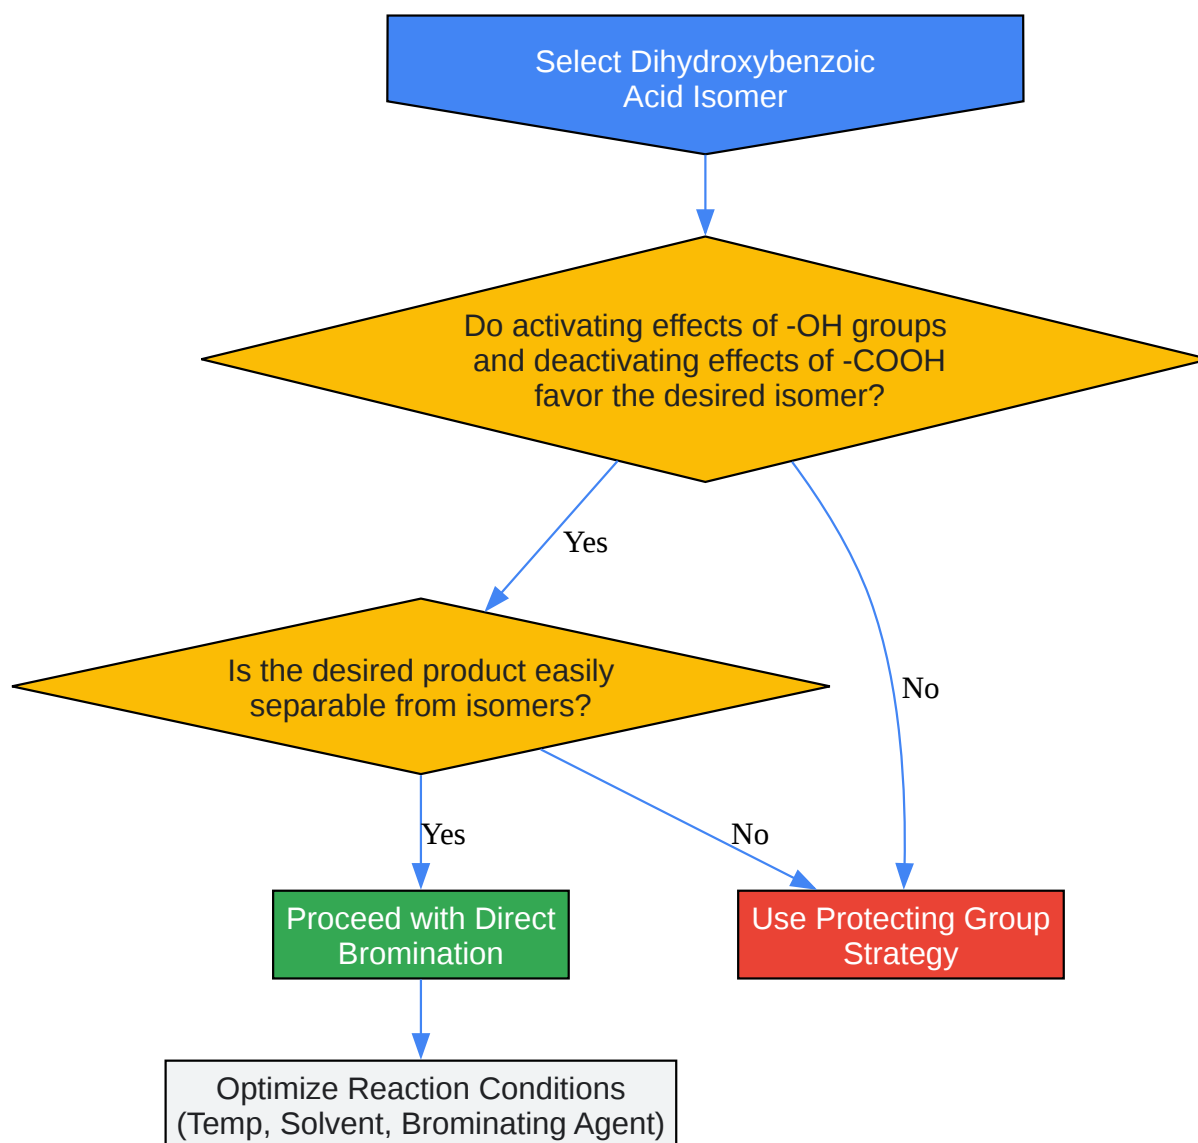 Select Dihydroxybenzoic
Acid Isomer
Do activating effects of -OH groups
and deactivating effects of -COOH
favor the desired isomer?
Yes
Is the desired product easily
separable from isomers?
No
Yes
No
Proceed with Direct
Bromination
Use Protecting Group
Strategy
Optimize Reaction Conditions
(Temp, Solvent, Brominating Agent)